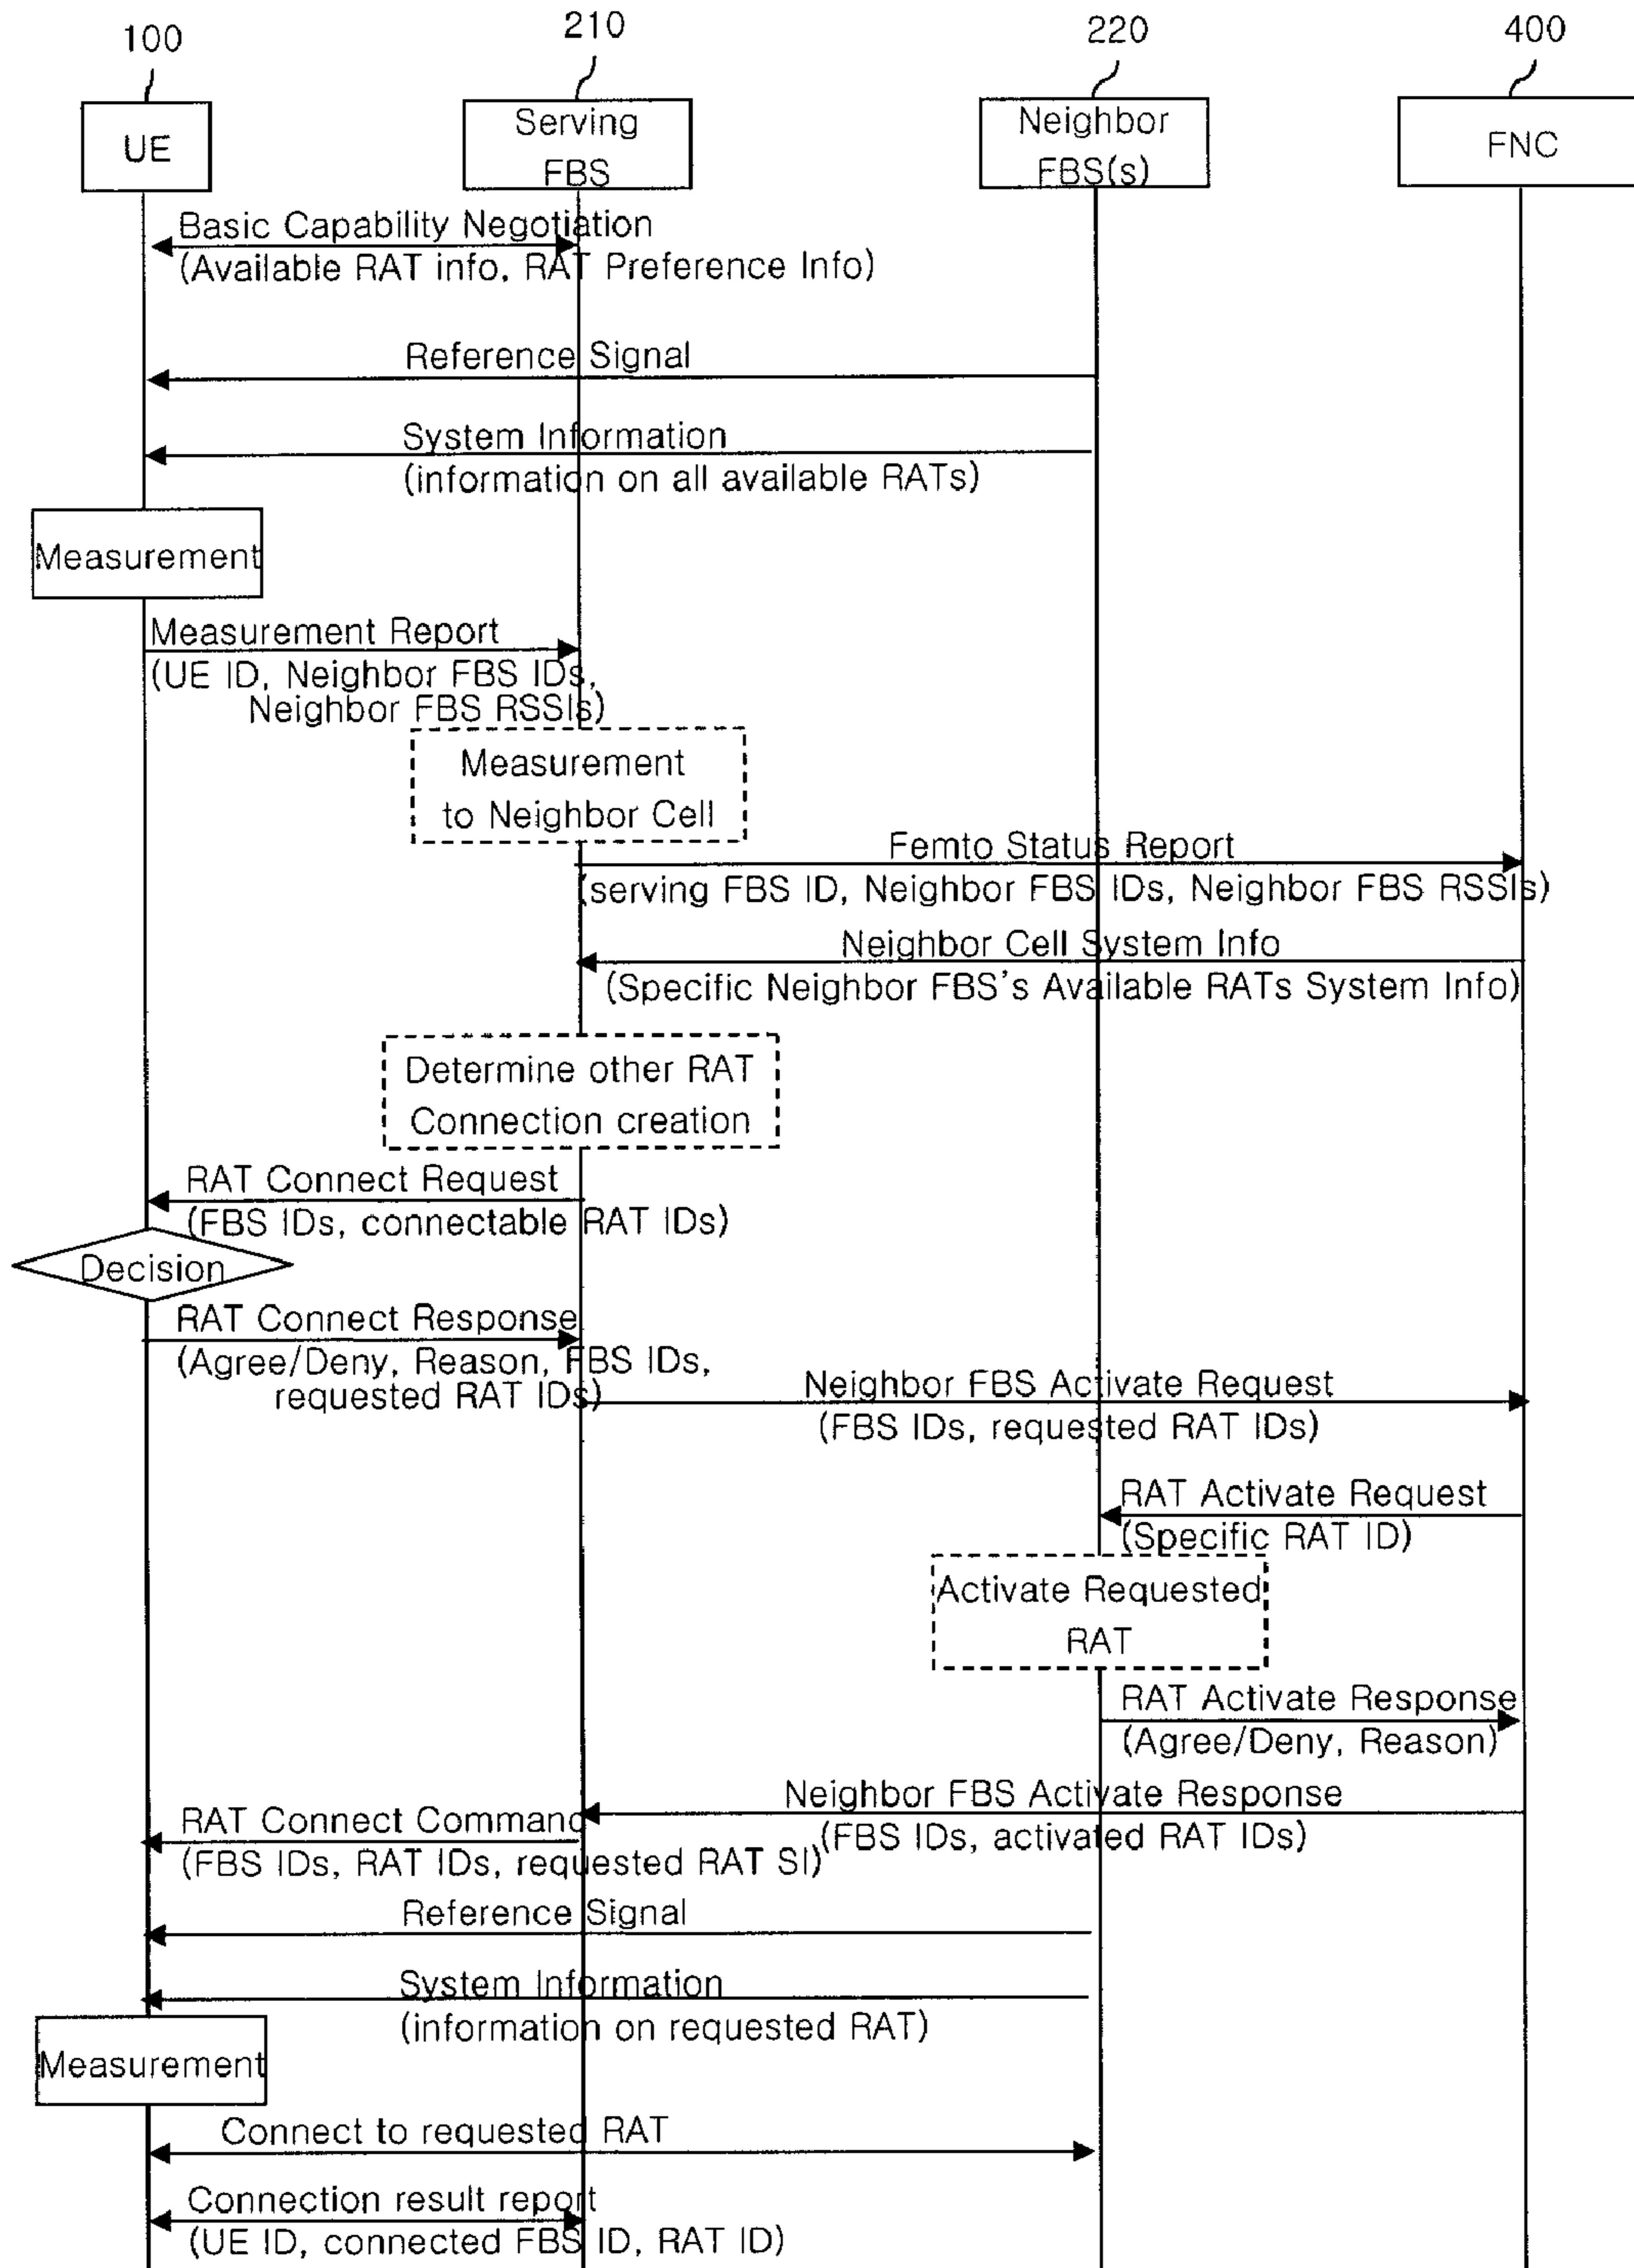 100
210
220
400
UE
Serving
FBS
Neighbor
FBS(s)
FNC
Basic Capability Negotiation
(Available RAT info, RAT Preference Info)
Reference Signal
System Information
(information on all available RATs)
Measurement
Measurement Report
(UE ID, Neighbor FBS IDs,
Neighbor FBS RSSIs)
Measurement
to Neighbor Cell
Femto Status Report
(serving FBS ID, Neighbor FBS IDs, Neighbor FBS RSSIs)
Neighbor Cell System Info
(Specific Neighbor FBS's Available RATs System Info)
Determine other RAT
Connection creation
RAT Connect Request
(FBS IDs, connectable RAT IDs)
Decision
RAT Connect Response
(Agree/Deny, Reason, FBS IDs,
requested RAT IDs)
Neighbor FBS Activate Request
(FBS IDs, requested RAT IDs)
RAT Activate Request
(Specific RAT ID)
Activate Requested
RAT
RAT Activate Response
(Agree/Deny, Reason)
Neighbor FBS Activate Response
(FBS IDs, activated RAT IDs)
RAT Connect Command
(FBS IDs, RAT IDs, requested RAT SI)
Reference Signal
System Information
(information on requested RAT)
Measurement
Connect to requested RAT
Connection result report
(UE ID, connected FBS ID, RAT ID)